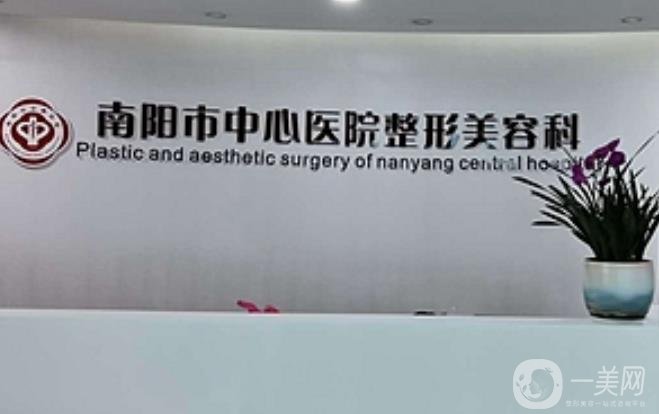 南阳市中心医院整形美容科
Plastic and aesthetic surgery of nanyang central
一美网